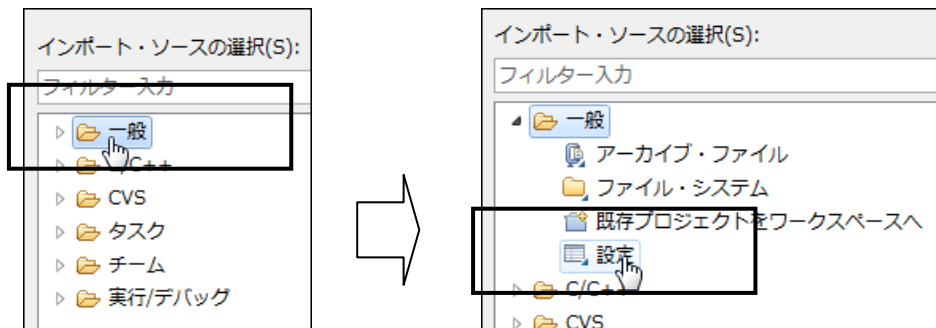 インポート・ソースの選択(S):
フィルター入力
一般
C/C++
CVS
タスク
チーム
実行/デバッグ
インポート・ソースの選択(S):
フィルター入力
一般
アーカイブ・ファイル
ファイル・システム
既存プロジェクトをワークスペースへ
設定
C/C++
CVS